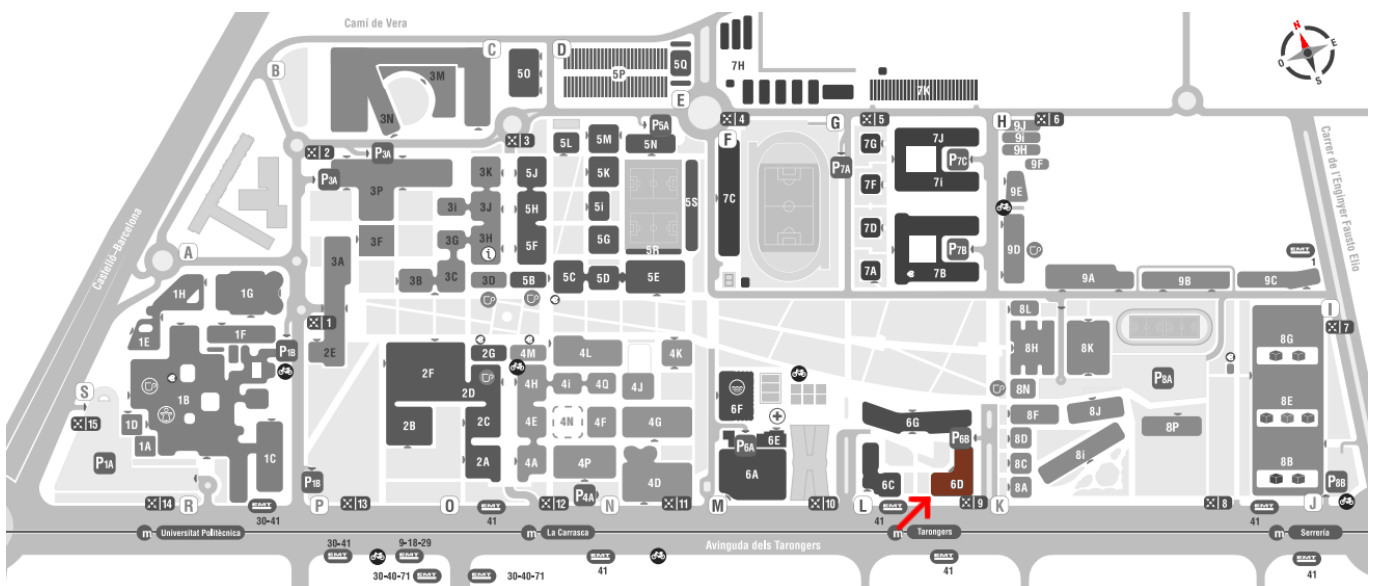 Camí de Vera
N
E
S
O
C
D
B
3M
5O
5P
5Q
7H
7K
E
3N
2
P3A
3
P5A
4
F
G
5
H
6
9J
9I
9H
9F
5L
5M
5N
7G
7J
P7C
7i
P7A
P3A
3P
3K
5J
5K
7C
7F
9E
3i
3J
5H
5i
5S
3F
3G
3H
i
5F
5G
5R
7D
P7B
9D
Carrer de l'Enginyer Fausto Elio
Castelló-Barcelona
A
3A
3B
3C
3D
5B
5C
5D
5E
7A
7B
9A
9B
9C
EMT
1
1H
1G
1E
1F
1
2E
P1B
2G
4M
4L
4K
8L
8H
8K
8G
I
7
S
15
1B
1D
1A
P1A
1C
2F
2D
2B
2C
2A
4H
4i
4Q
4J
4E
4N
4F
4G
4A
4P
4D
6F
P6A
6E
6A
6G
P6B
6C
6D
8N
8F
8J
P8A
8P
8D
8C
8A
8i
8E
8B
P8B
14
R
P1B
P
13
O
EMT
12
P4A
N
11
M
10
L
EMT
9
K
8
EMT
J
EMT
30-41
41
41
41
m Universitat Politècnica
m La Carrasca
m Tarongers
m Serrería
Avinguda dels Tarongers
30-41
EMT
9-18-29
EMT
30-40-71 EMT
EMT 30-40-71
EMT
41
EMT
41
EMT
41